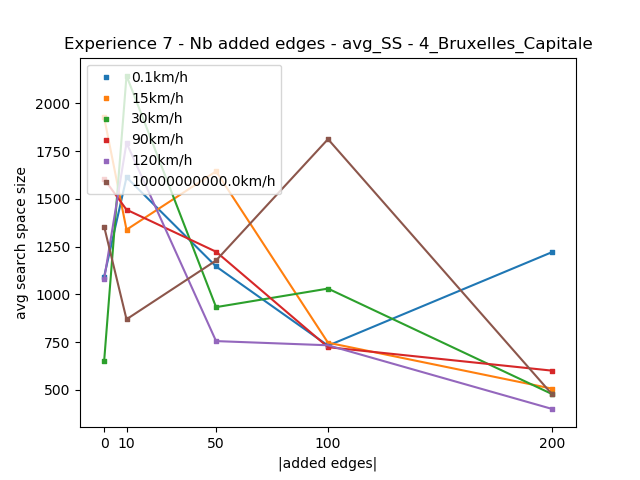 Experience 7 - Nb added edges - avg_SS - 4_Bruxelles_Capitale
avg search space size
2000
1750
1500
1250
1000
750
500
0.1km/h
15km/h
30km/h
90km/h
120km/h
10000000000.0km/h
0 10 50 100 200
|added edges|